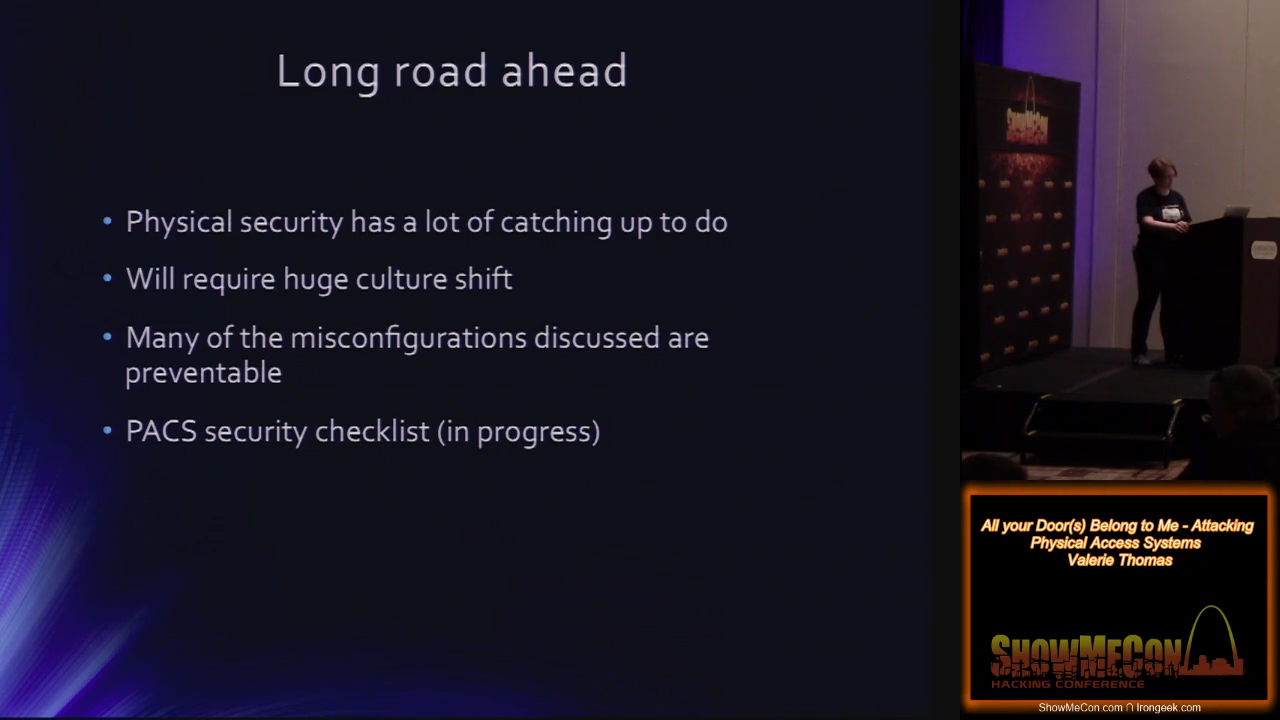 Long road ahead
• Physical security has a lot of catching up to do
• Will require huge culture shift
• Many of the misconfigurations discussed are
preventable
• PACS security checklist (in progress)
SHOWMECON
All your Door(s) Belong to Me - Attacking
Physical Access Systems
Valerie Thomas
SHOWMECON
HACKING CONFERENCE
ShowMeCon.com ∩ Irongeek.com